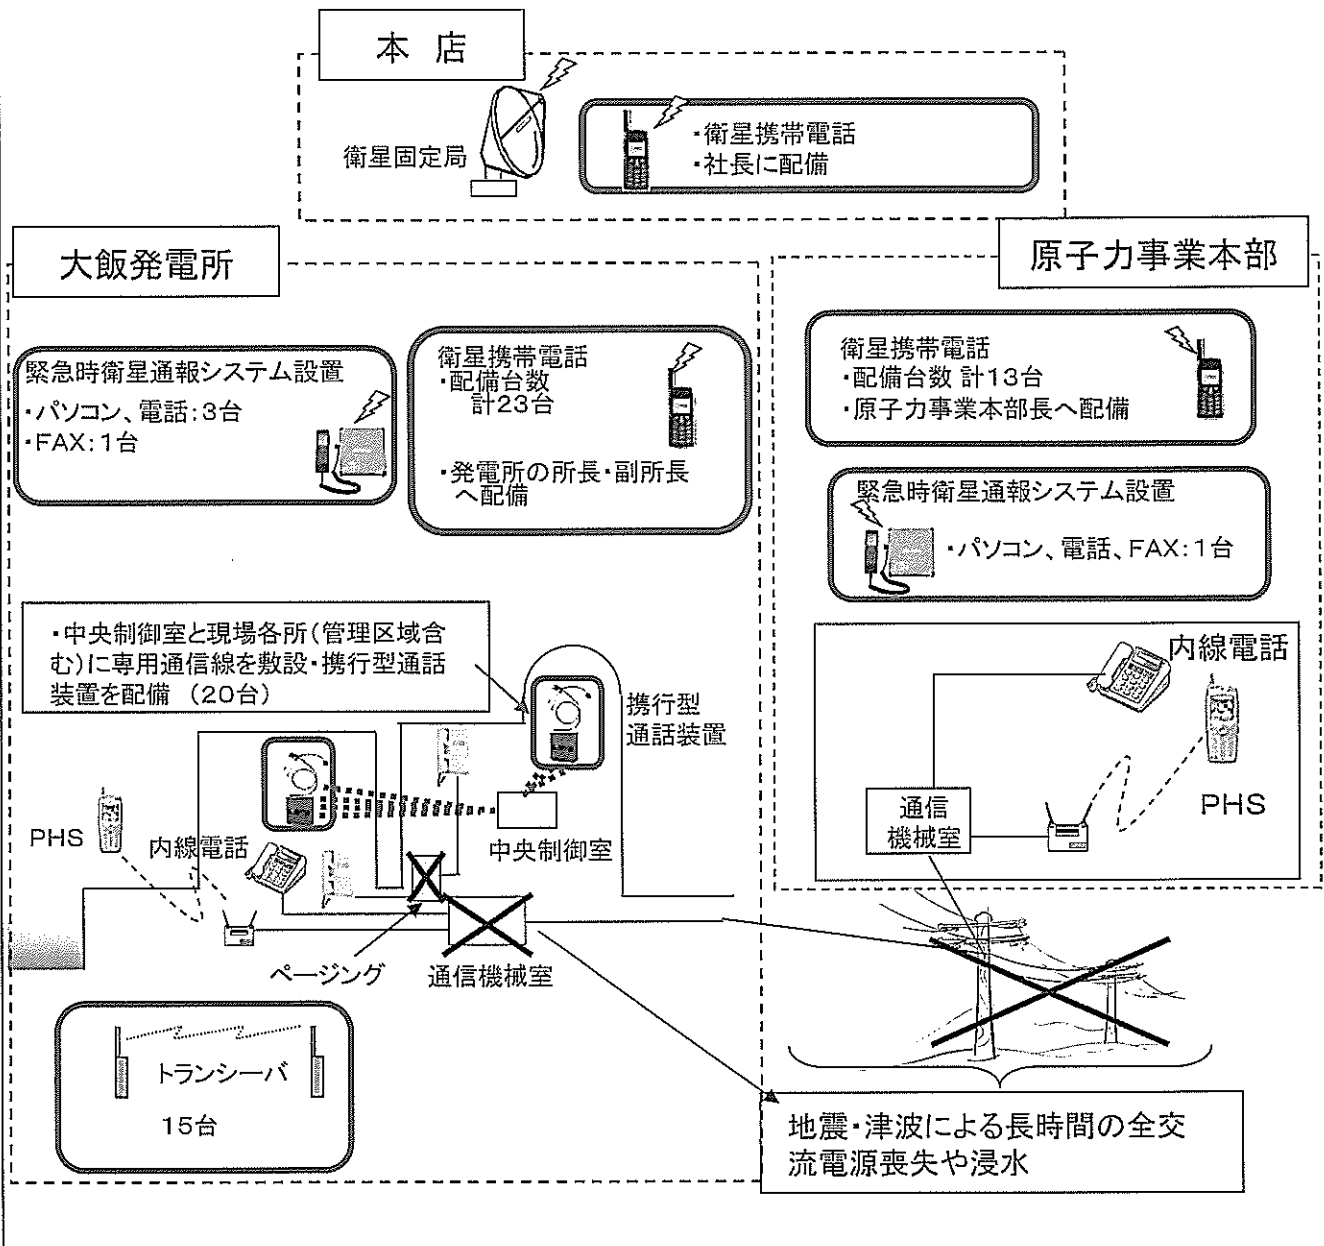 本 店
衛星固定局
・衛星携帯電話
・社長に配備
大飯発電所
緊急時衛星通報システム設置
・パソコン、電話:3台
・FAX:1台
衛星携帯電話
・配備台数
計23台
・発電所の所長・副所長
へ配備
原子力事業本部
衛星携帯電話
・配備台数 計13台
・原子力事業本部長へ配備
緊急時衛星通報システム設置
・パソコン、電話、FAX:1台
・中央制御室と現場各所(管理区域含
む)に専用通信線を敷設・携行型通話
装置を配備 (20台)
携行型
通話装置
中央制御室
PHS
内線電話
ページング
通信機械室
トランシーバ
15台
内線電話
PHS
通信
機械室
地震・津波による長時間の全交
流電源喪失や浸水